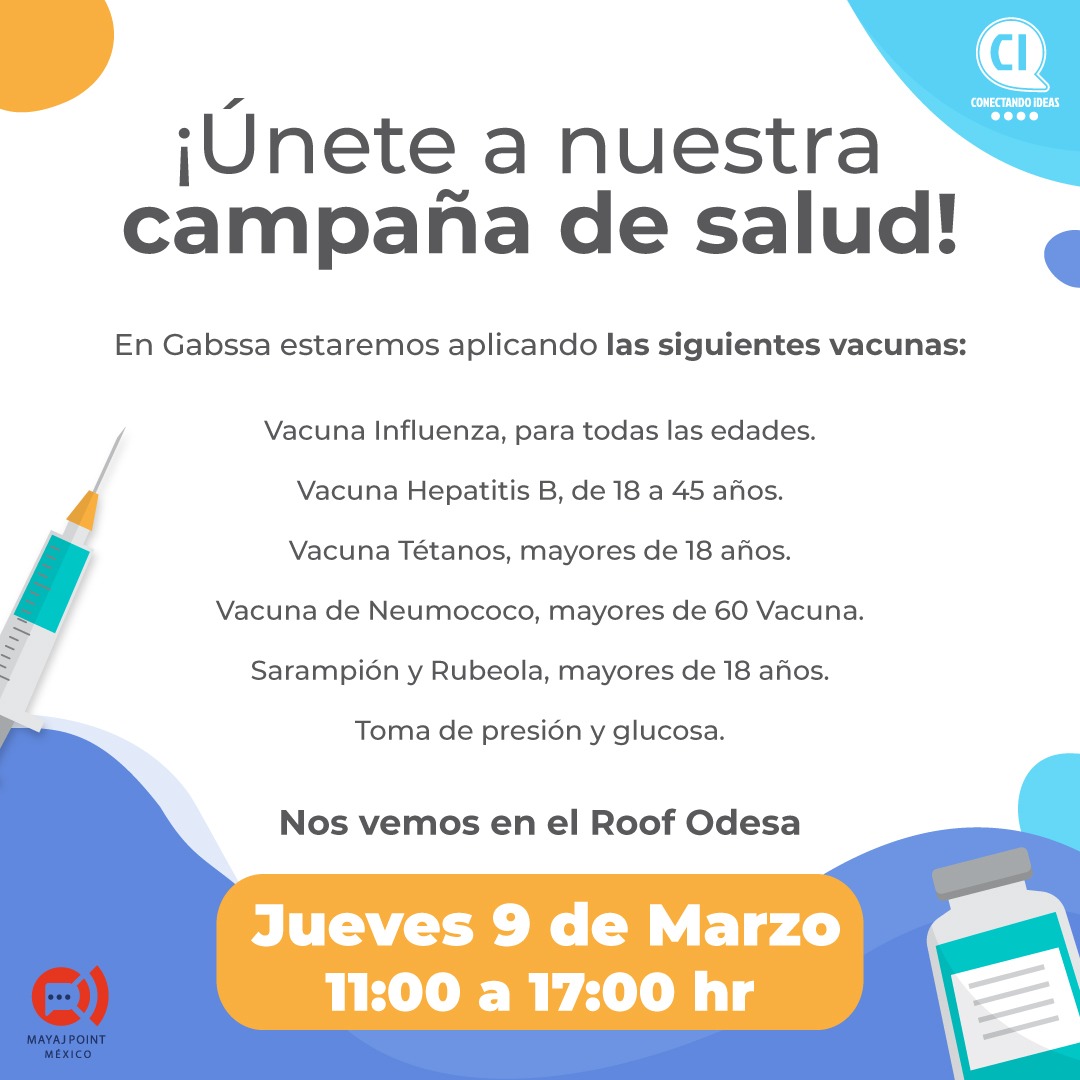 CI
CONECTANDO IDEAS
¡Únete a nuestra
campaña de salud!
En Gabssa estaremos aplicando las siguientes vacunas:
Vacuna Influenza, para todas las edades.
Vacuna Hepatitis B, de 18 a 45 años.
Vacuna Tétanos, mayores de 18 años.
Vacuna de Neumococo, mayores de 60 Vacuna.
Sarampión y Rubeola, mayores de 18 años.
Toma de presión y glucosa.
Nos vemos en el Roof Odesa
Jueves 9 de Marzo
11:00 a 17:00 hr
MAYAJ POINT
MÉXICO